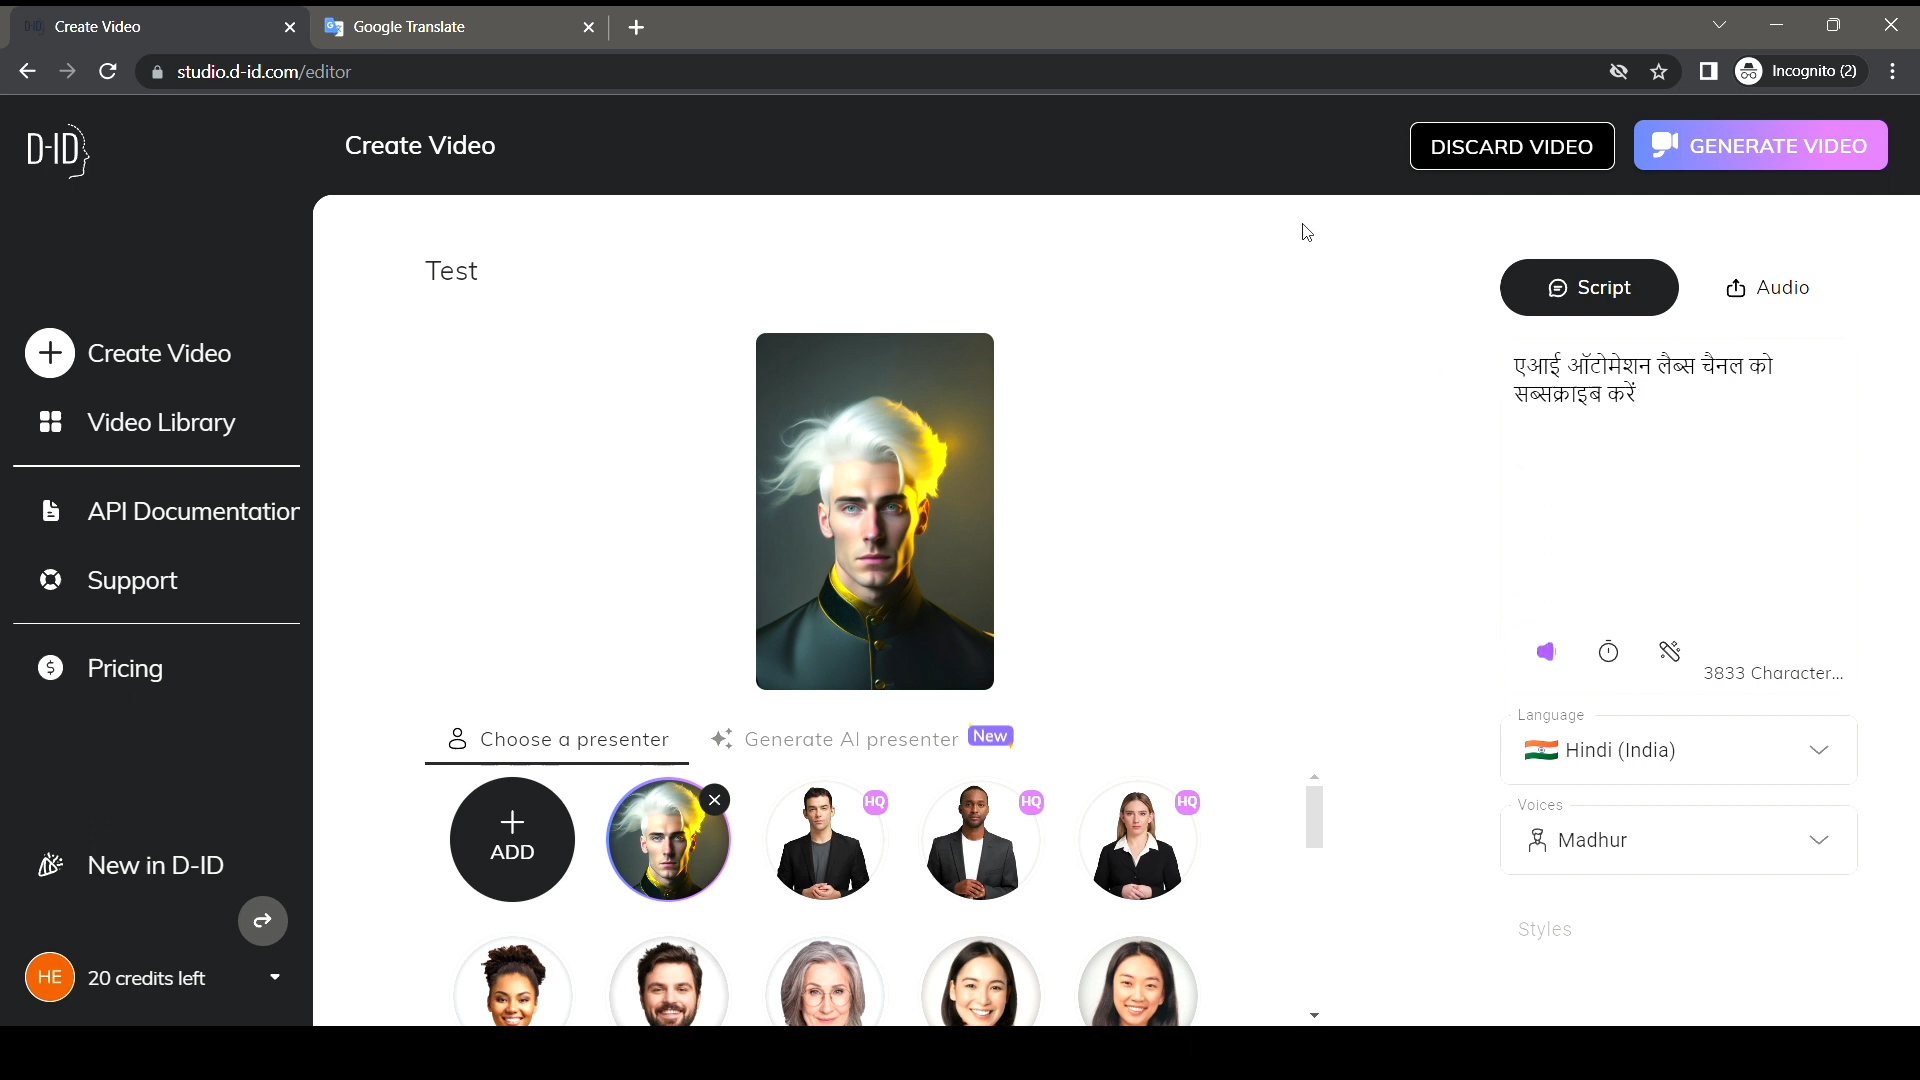 Create Video
Google Translate
studio.d-id.com/editor
Incognito (2)
D-ID
Create Video
DISCARD VIDEO
GENERATE VIDEO
Test
Script
Audio
एआई ऑटोमेशन लैब्स चैनल को
सब्सक्राइब करें
Create Video
Video Library
API Documentation
Support
Pricing
3833 Character...
Language
Hindi (India)
Choose a presenter
Generate AI presenter
New
Voices
Madhur
ADD
HQ
HQ
HQ
New in D-ID
Styles
HE
20 credits left